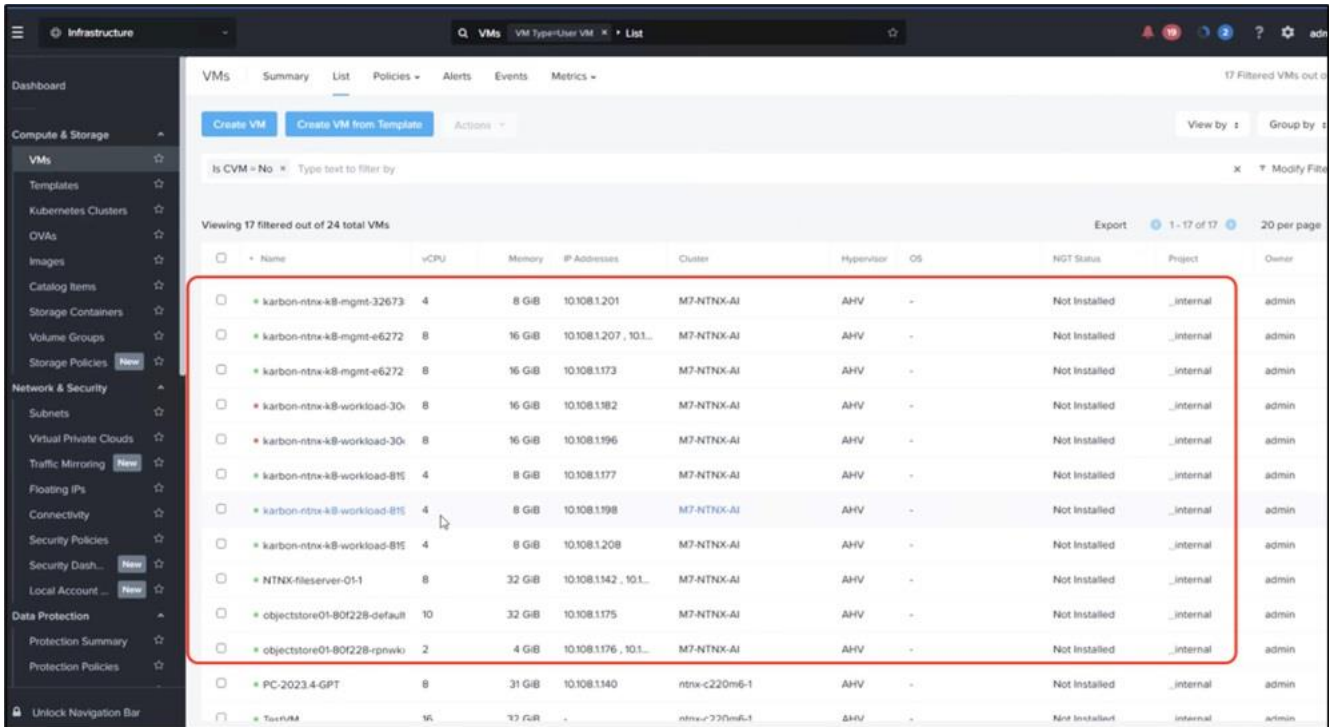 Infrastructure VMs VM Type=User VM × List 19 2 ? adn
Dashboard
Compute & Storage
VMs
Templates
Kubernetes Clusters
OVAs
Images
Catalog Items
Storage Containers
Volume Groups
Storage Policies New
Network & Security
Subnets
Virtual Private Clouds
Traffic Mirroring New
Floating IPs
Connectivity
Security Policies
Security Dash... New
Local Account ... New
Data Protection
Protection Summary
Protection Policies
Unlock Navigation Bar
VMs Summary List Policies Alerts Events Metrics 17 Filtered VMs out o
Create VM Create VM from Template Actions View by Group by
Is CVM = No × Type text to filter by × Modify Filte
Viewing 17 filtered out of 24 total VMs Export 1 - 17 of 17 20 per page
Name vCPU Memory IP Addresses Cluster Hypervisor OS NGT Status Project Owner
karbon-ntnx-k8-mgmt-32673 4 8 GiB 10.108.1.201 M7-NTNX-AI AHV - Not Installed _internal admin
karbon-ntnx-k8-mgmt-e6272 8 16 GiB 10.108.1.207 , 10.1... M7-NTNX-AI AHV - Not Installed _internal admin
karbon-ntnx-k8-mgmt-e6272 8 16 GiB 10.108.1.173 M7-NTNX-AI AHV - Not Installed _internal admin
karbon-ntnx-k8-workload-30 8 16 GiB 10.108.1.182 M7-NTNX-AI AHV - Not Installed _internal admin
karbon-ntnx-k8-workload-30 8 16 GiB 10.108.1.196 M7-NTNX-AI AHV - Not Installed _internal admin
karbon-ntnx-k8-workload-819 4 8 GiB 10.108.1.177 M7-NTNX-AI AHV - Not Installed _internal admin
karbon-ntnx-k8-workload-819 4 8 GiB 10.108.1.198 M7-NTNX-AI AHV - Not Installed _internal admin
karbon-ntnx-k8-workload-819 4 8 GiB 10.108.1.208 M7-NTNX-AI AHV - Not Installed _internal admin
NTNX-fileserver-01-1 8 32 GiB 10.108.1.142 , 10.1... M7-NTNX-AI AHV - Not Installed _internal admin
objectstore01-80f228-default 10 32 GiB 10.108.1.175 M7-NTNX-AI AHV - Not Installed _internal admin
objectstore01-80f228-rpnwk 2 4 GiB 10.108.1.176 , 10.1... M7-NTNX-AI AHV - Not Installed _internal admin
PC-2023.4-GPT 8 31 GiB 10.108.1.140 ntnx-c220m6-1 AHV - Not Installed _internal admin
TestVM 16 32 GiB - ntnx-c220m6-1 AHV - Not Installed _internal admin